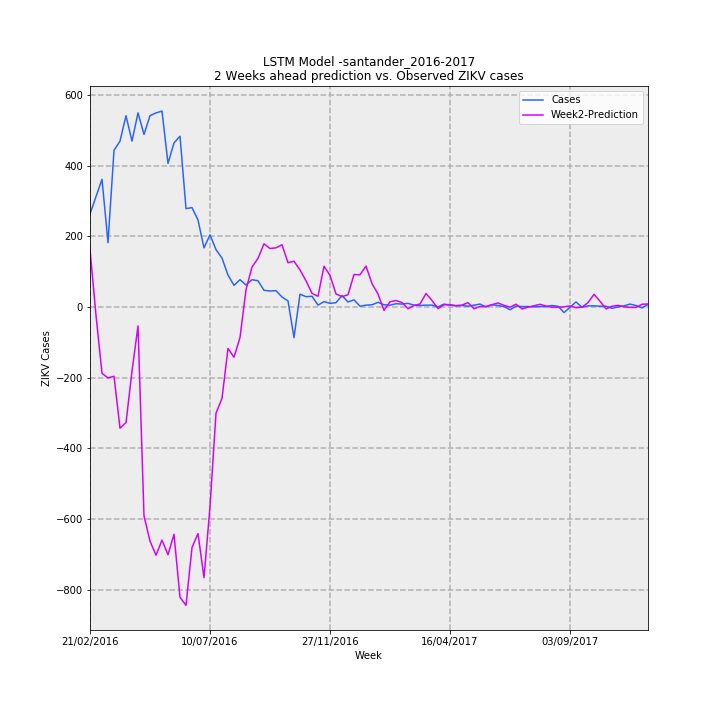 LSTM Model -santander_2016-2017
2 Weeks ahead prediction vs. Observed ZIKV cases
Cases
Week2-Prediction
600
400
200
0
−200
−400
−600
−800
ZIKV Cases
21/02/2016
10/07/2016
27/11/2016
16/04/2017
03/09/2017
Week